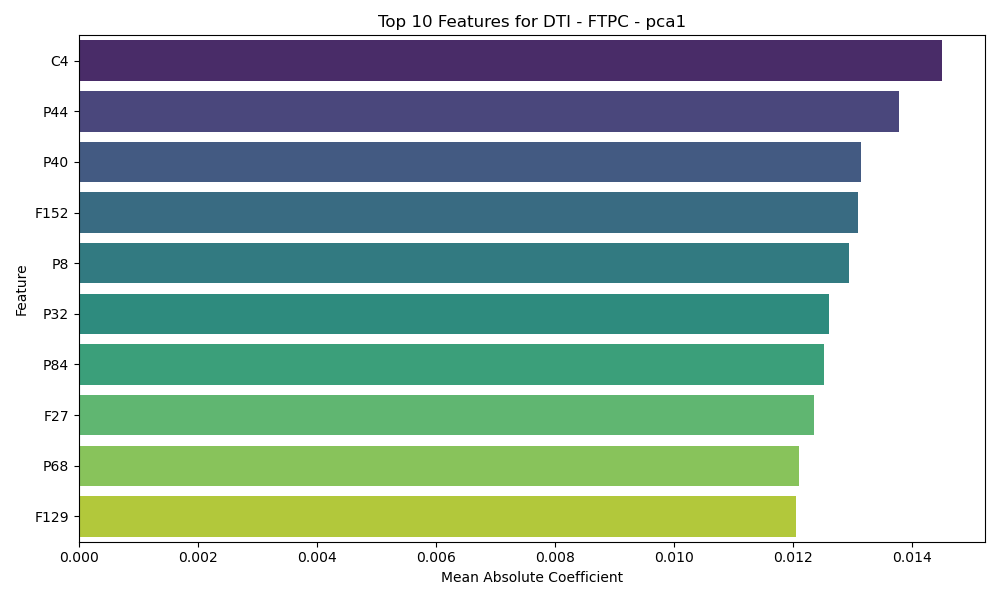 Top 10 Features for DTI - FTPC - pca1
Feature
C4
P44
P40
F152
P8
P32
P84
F27
P68
F129
0.000 0.002 0.004 0.006 0.008 0.010 0.012 0.014
Mean Absolute Coefficient